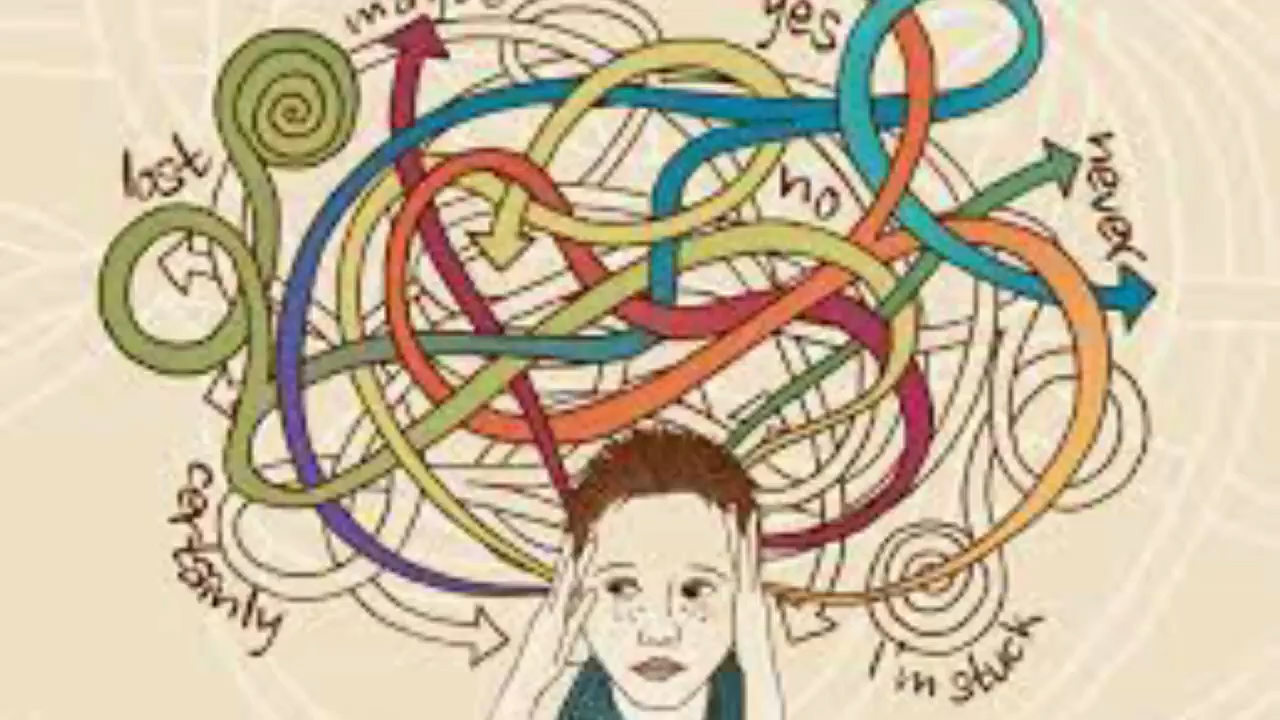 yes
lost
no
never
certainly
I'm stuck